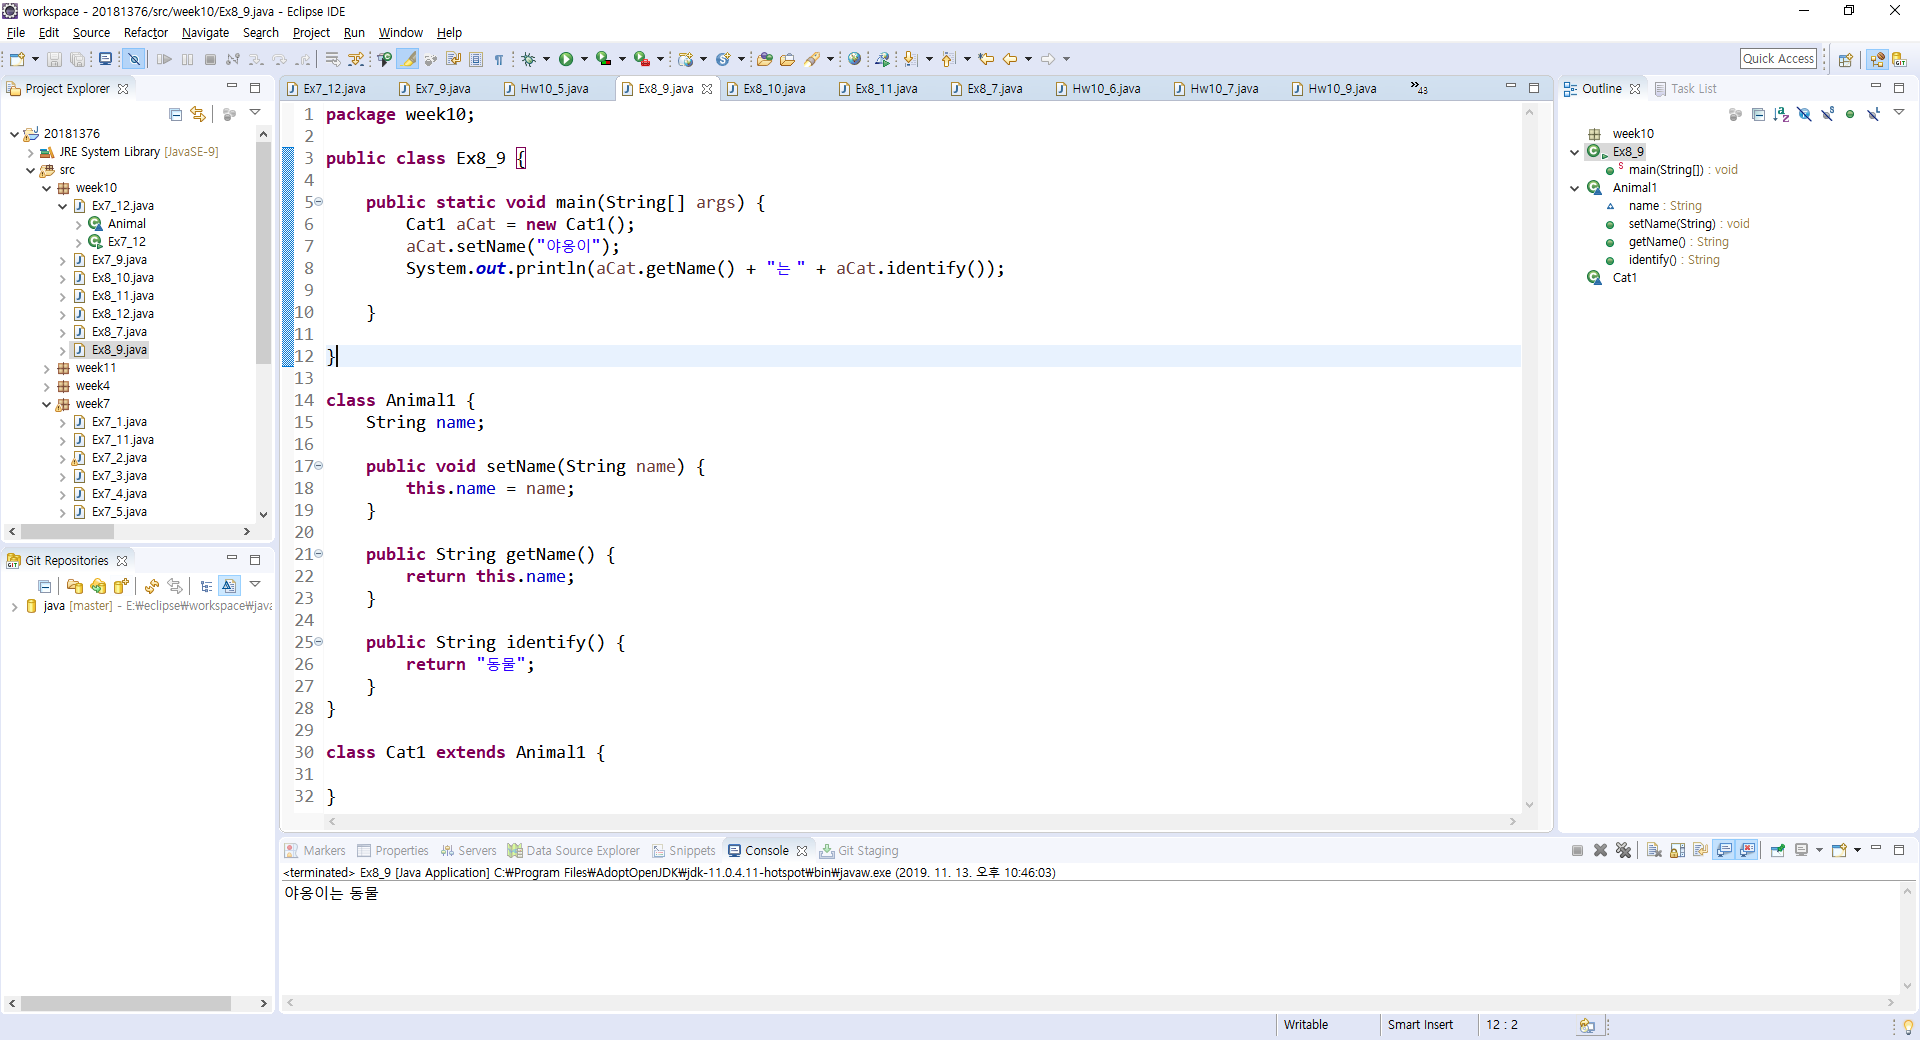 workspace - 20181376/src/week10/Ex8_9.java - Eclipse IDE
File Edit Source Refactor Navigate Search Project Run Window Help
Quick Access
Project Explorer
20181376
JRE System Library [JavaSE-9]
src
week10
Ex7_12.java
Animal
Ex7_12
Ex7_9.java
Ex8_10.java
Ex8_11.java
Ex8_12.java
Ex8_7.java
Ex8_9.java
week11
week4
week7
Ex7_1.java
Ex7_11.java
Ex7_2.java
Ex7_3.java
Ex7_4.java
Ex7_5.java
Git Repositories
java [master] - E:₩eclipse₩workspace₩java
Ex7_12.java Ex7_9.java Hw10_5.java Ex8_9.java Ex8_10.java Ex8_11.java Ex8_7.java Hw10_6.java Hw10_7.java Hw10_9.java »43
1 package week10;
2
3 public class Ex8_9 {
4
5 public static void main(String[] args) {
6 Cat1 aCat = new Cat1();
7 aCat.setName("야옹이");
8 System.out.println(aCat.getName() + "는 " + aCat.identify());
9
10 }
11
12 }
13
14 class Animal1 {
15 String name;
16
17 public void setName(String name) {
18 this.name = name;
19 }
20
21 public String getName() {
22 return this.name;
23 }
24
25 public String identify() {
26 return "동물";
27 }
28 }
29
30 class Cat1 extends Animal1 {
31
32 }
Outline Task List
week10
Ex8_9
main(String[]) : void
Animal1
name : String
setName(String) : void
getName() : String
identify() : String
Cat1
Markers Properties Servers Data Source Explorer Snippets Console Git Staging
<terminated> Ex8_9 [Java Application] C:₩Program Files₩AdoptOpenJDK₩jdk-11.0.4.11-hotspot₩bin₩javaw.exe (2019. 11. 13. 오후 10:46:03)
야옹이는 동물
Writable Smart Insert 12 : 2